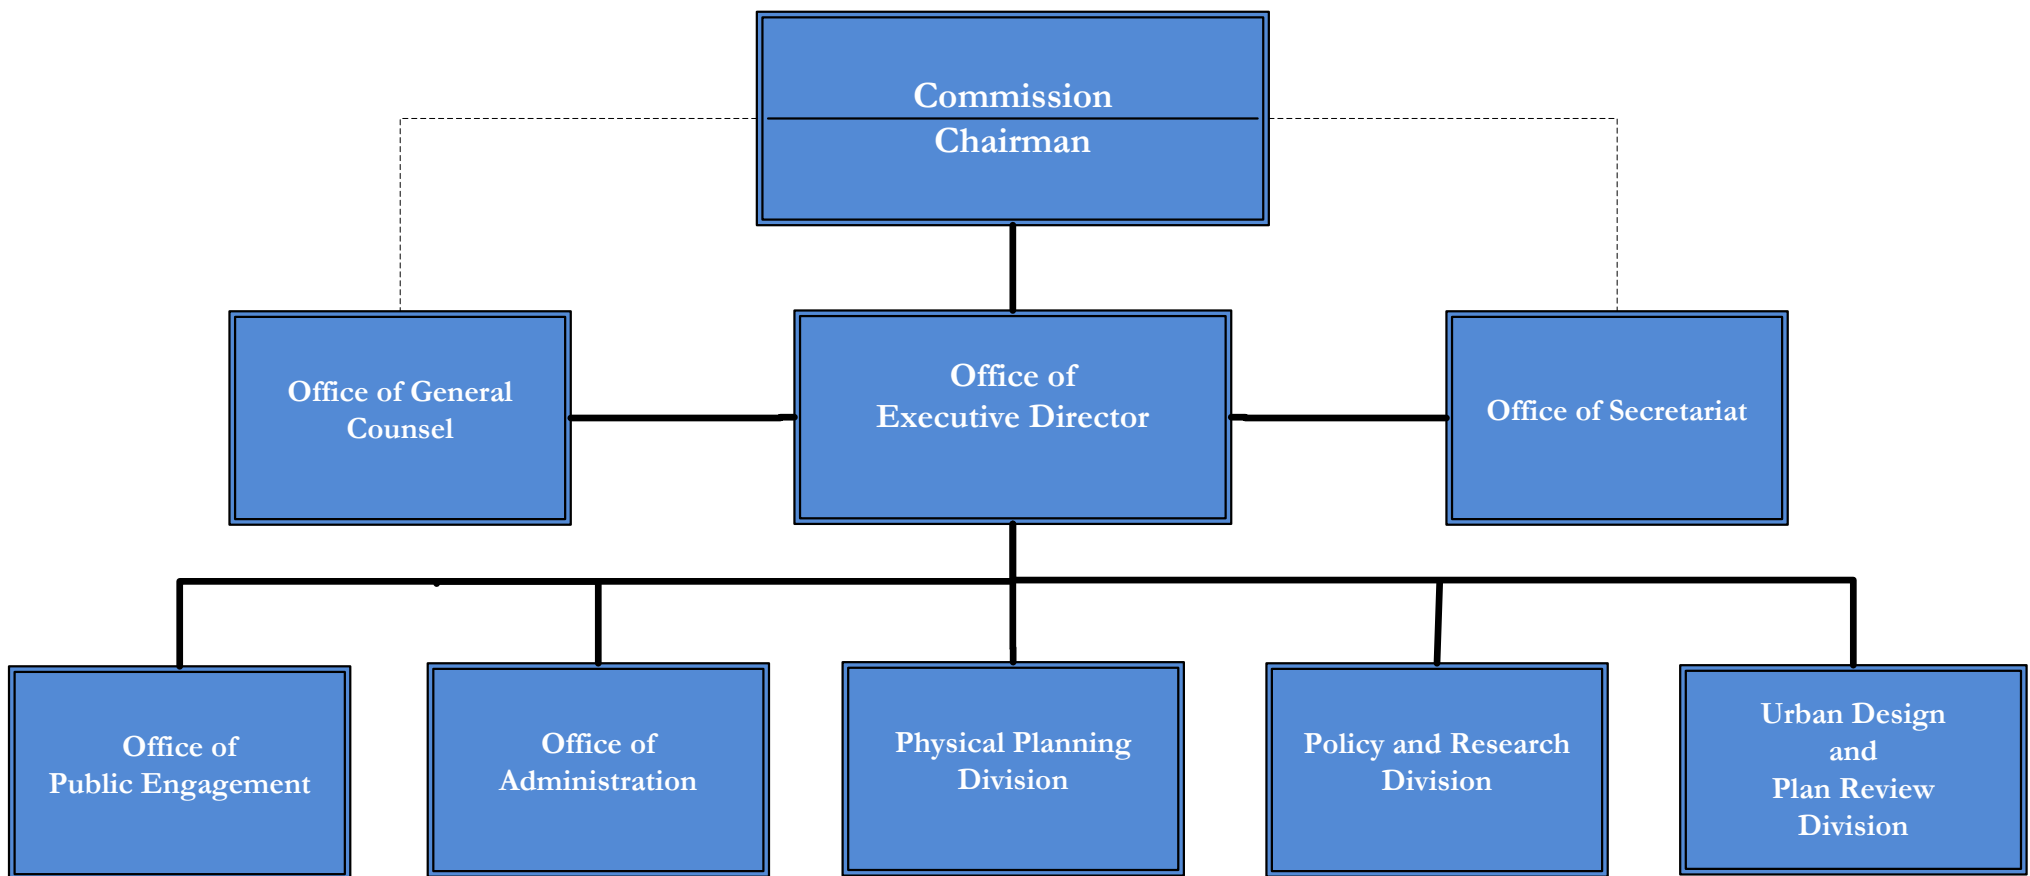 Commission
Chairman
Office of General
Counsel
Office of
Executive Director
Office of Secretariat
Office of
Public Engagement
Office of
Administration
Physical Planning
Division
Policy and Research
Division
Urban Design
and
Plan Review
Division